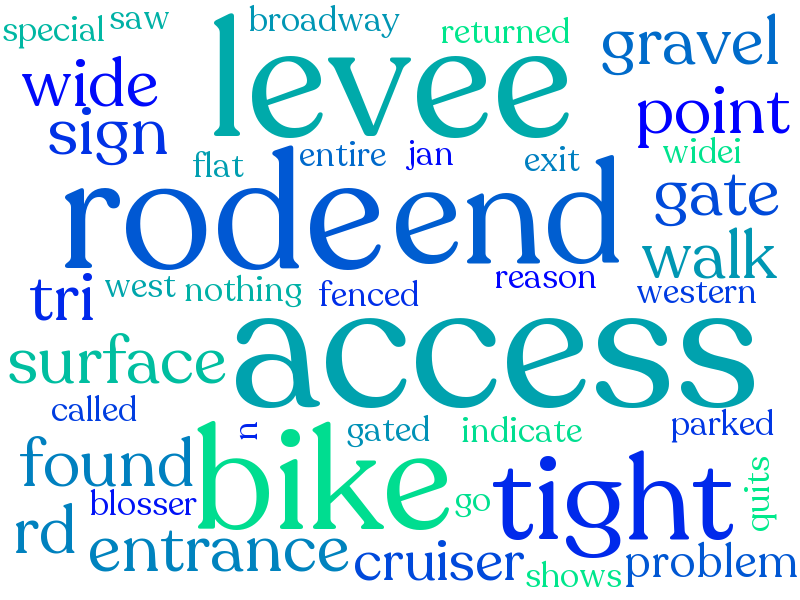 special saw broadway returned
levee gravel
wide
sign point
flat entire jan exit widei
rode end gate
walk
tri west nothing fenced reason western
access
surface
called n gated indicate parked
found bike tight quits
blosser go
rd entrance cruiser shows problem